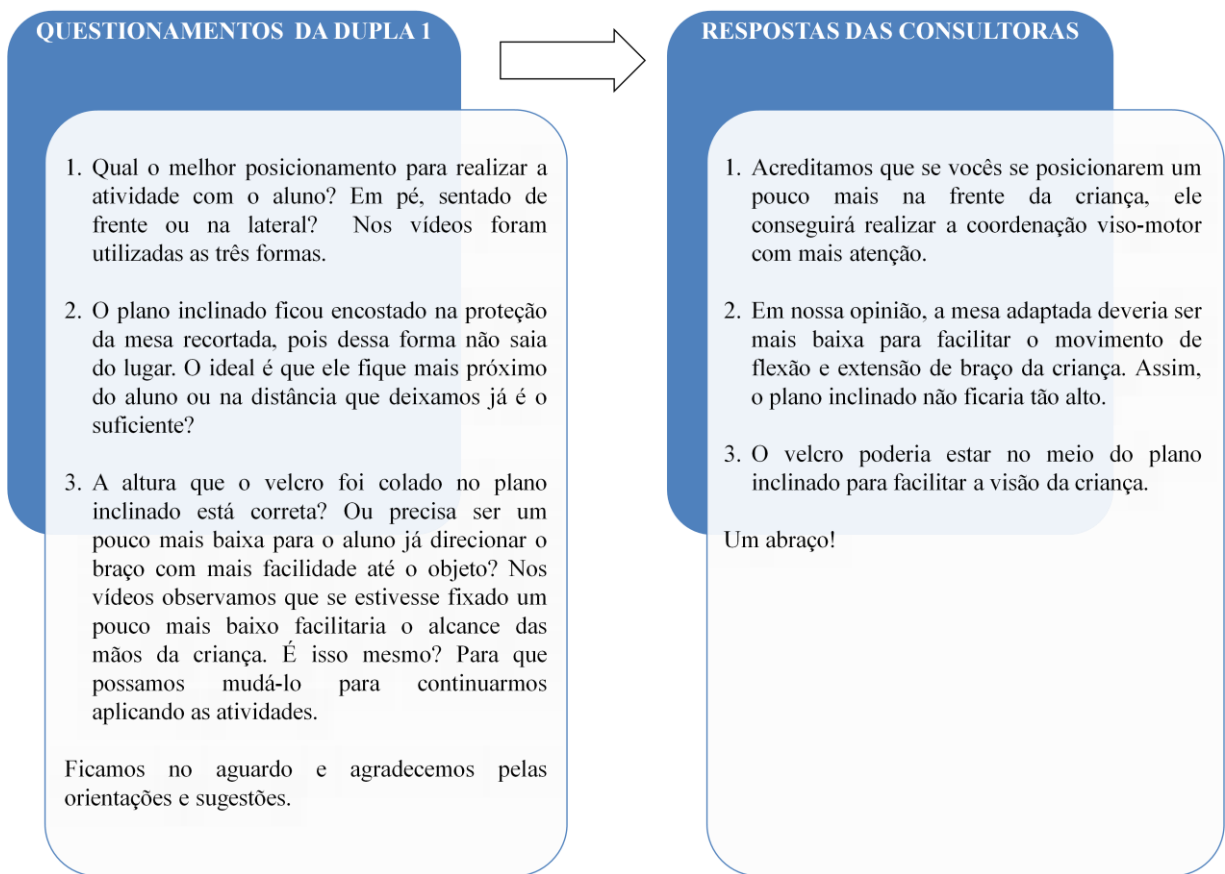 QUESTIONAMENTOS DA DUPLA 1
1. Qual o melhor posicionamento para realizar a
atividade com o aluno? Em pé, sentado de
frente ou na lateral? Nos vídeos foram
utilizadas as três formas.
2. O plano inclinado ficou encostado na proteção
da mesa recortada, pois dessa forma não saia
do lugar. O ideal é que ele fique mais próximo
do aluno ou na distância que deixamos já é o
suficiente?
3. A altura que o velcro foi colado no plano
inclinado está correta? Ou precisa ser um
pouco mais baixa para o aluno já direcionar o
braço com mais facilidade até o objeto? Nos
vídeos observamos que se estivesse fixado um
pouco mais baixo facilitaria o alcance das
mãos da criança. É isso mesmo? Para que
possamos mudá-lo para continuarmos
aplicando as atividades.
Ficamos no aguardo e agradecemos pelas
orientações e sugestões.
RESPOSTAS DAS CONSULTORAS
1. Acreditamos que se vocês se posicionarem um
pouco mais na frente da criança, ele
conseguirá realizar a coordenação viso-motor
com mais atenção.
2. Em nossa opinião, a mesa adaptada deveria ser
mais baixa para facilitar o movimento de
flexão e extensão de braço da criança. Assim,
o plano inclinado não ficaria tão alto.
3. O velcro poderia estar no meio do plano
inclinado para facilitar a visão da criança.
Um abraço!